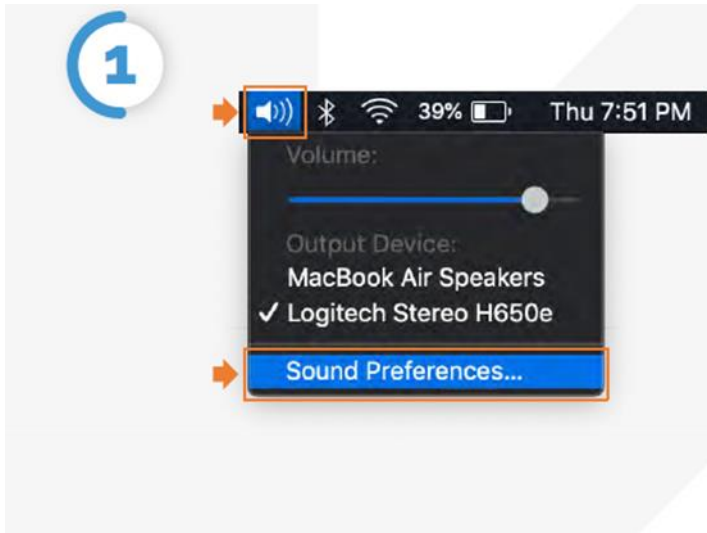 1
39% Thu 7:51 PM
Volume:
Output Device:
MacBook Air Speakers
✓ Logitech Stereo H650e
Sound Preferences...